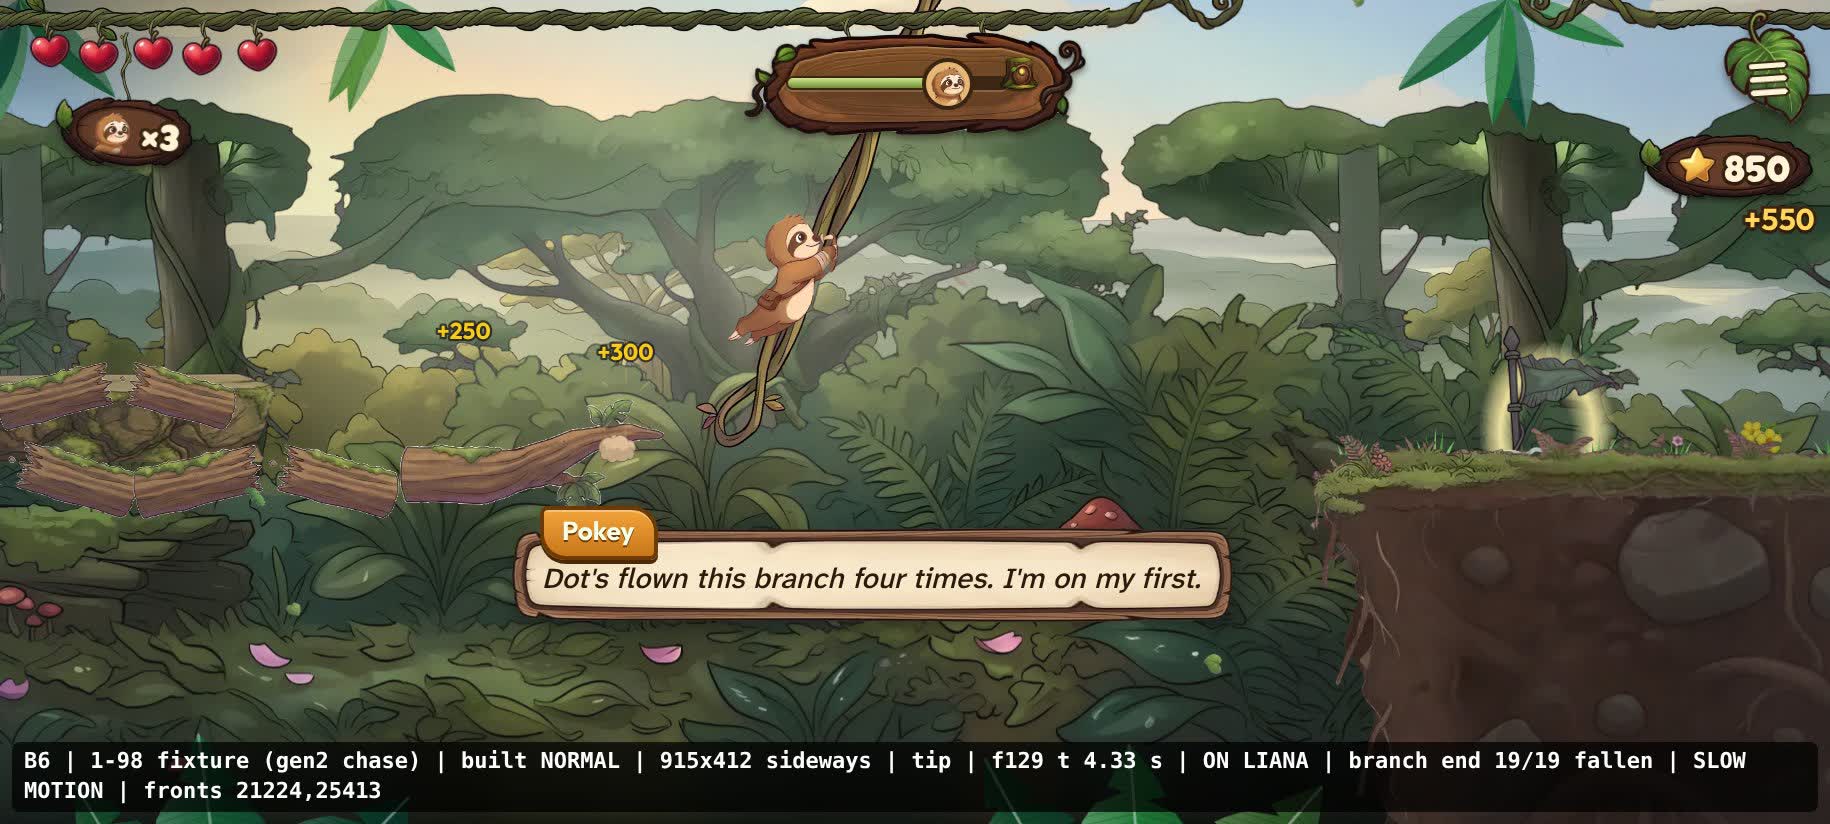 ×3
850
+550
+250
+300
Pokey
Dot's flown this branch four times. I'm on my first.
B6 | 1-98 fixture (gen2 chase) | built NORMAL | 915x412 sideways | tip | f129 t 4.33 s | ON LIANA | branch end 19/19 fallen | SLOW
MOTION | fronts 21224,25413